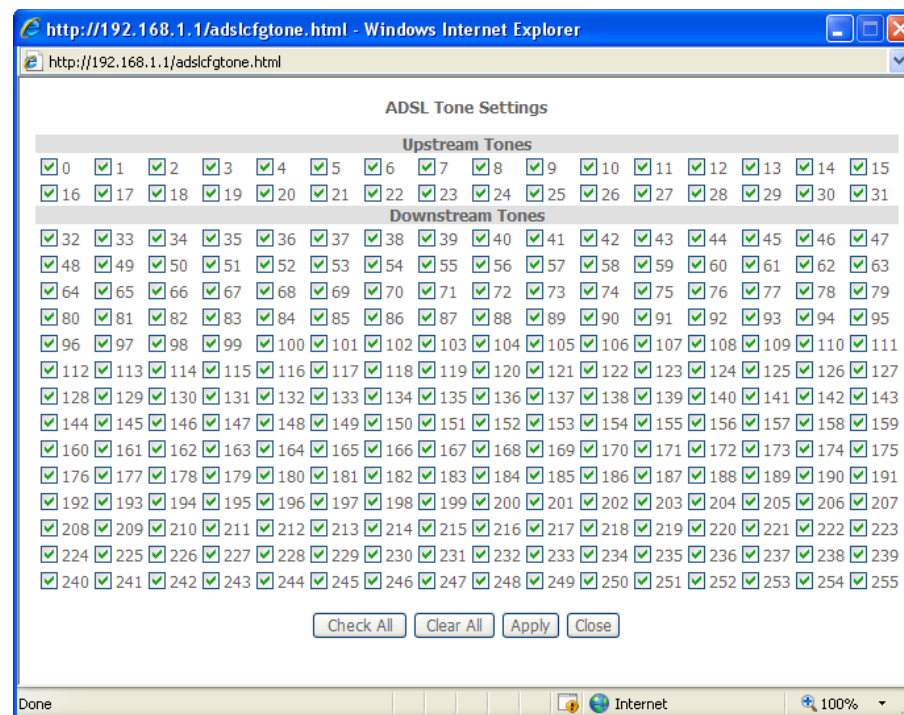 http://192.168.1.1/adslcfgtone.html - Windows Internet Explorer
http://192.168.1.1/adslcfgtone.html
ADSL Tone Settings
Upstream Tones
0 1 2 3 4 5 6 7 8 9 10 11 12 13 14 15
16 17 18 19 20 21 22 23 24 25 26 27 28 29 30 31
Downstream Tones
32 33 34 35 36 37 38 39 40 41 42 43 44 45 46 47
48 49 50 51 52 53 54 55 56 57 58 59 60 61 62 63
64 65 66 67 68 69 70 71 72 73 74 75 76 77 78 79
80 81 82 83 84 85 86 87 88 89 90 91 92 93 94 95
96 97 98 99 100 101 102 103 104 105 106 107 108 109 110 111
112 113 114 115 116 117 118 119 120 121 122 123 124 125 126 127
128 129 130 131 132 133 134 135 136 137 138 139 140 141 142 143
144 145 146 147 148 149 150 151 152 153 154 155 156 157 158 159
160 161 162 163 164 165 166 167 168 169 170 171 172 173 174 175
176 177 178 179 180 181 182 183 184 185 186 187 188 189 190 191
192 193 194 195 196 197 198 199 200 201 202 203 204 205 206 207
208 209 210 211 212 213 214 215 216 217 218 219 220 221 222 223
224 225 226 227 228 229 230 231 232 233 234 235 236 237 238 239
240 241 242 243 244 245 246 247 248 249 250 251 252 253 254 255
Check All Clear All Apply Close
Done Internet 100%